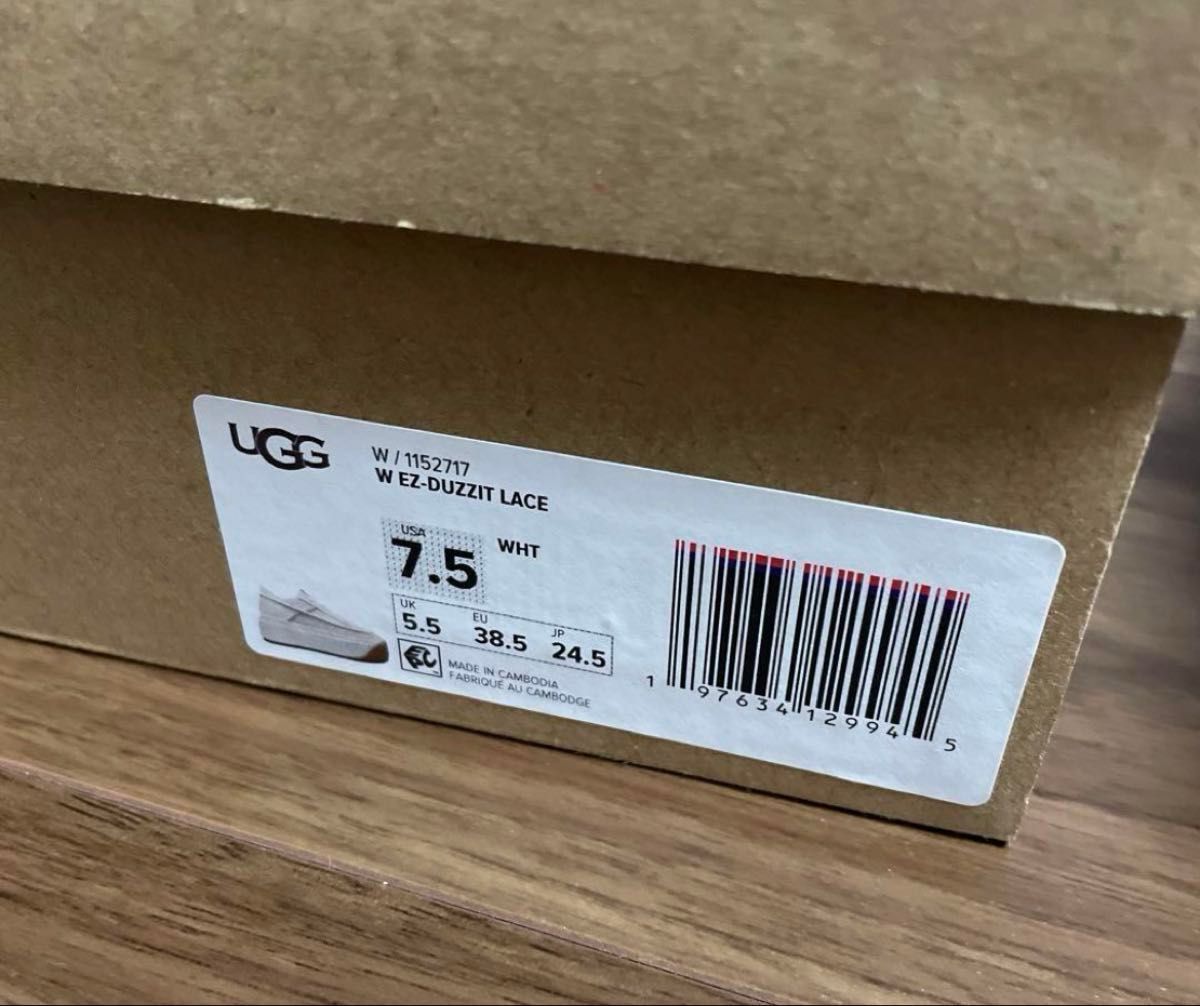 UGG
W / 1152717
W EZ-DUZZIT LACE
USA
7.5 WHT
UK EU JP
5.5 38.5 24.5
MADE IN CAMBODIA
FABRIQUÉ AU CAMBODGE
1 97634 12994 5